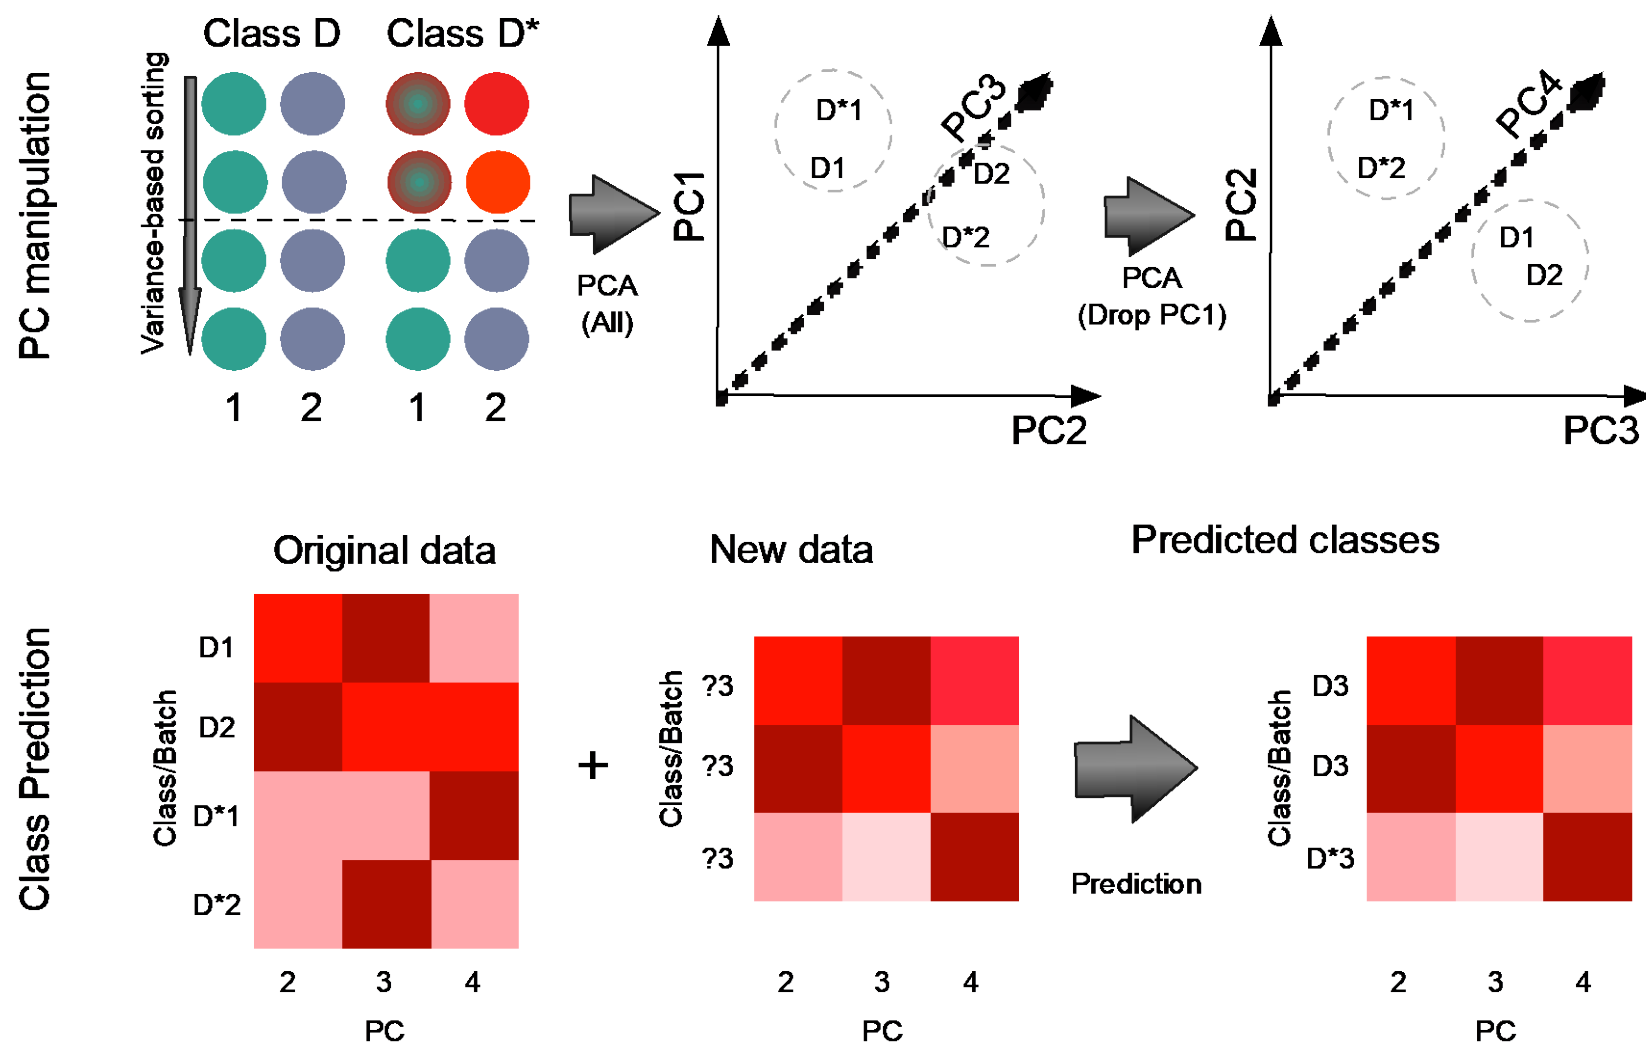 PC manipulation
Variance-based sorting
Class D
Class D*
1
2
1
2
PCA
(All)
PC1
D*1
D1
PC3
D2
D*2
PC2
PCA
(Drop PC1)
PC2
D*1
D*2
PC4
D1
D2
PC3
Class Prediction
Original data
Class/Batch
D1
D2
D*1
D*2
2 3 4
PC
+
New data
Class/Batch
?3
?3
?3
2 3 4
PC
Prediction
Predicted classes
Class/Batch
D3
D3
D*3
2 3 4
PC